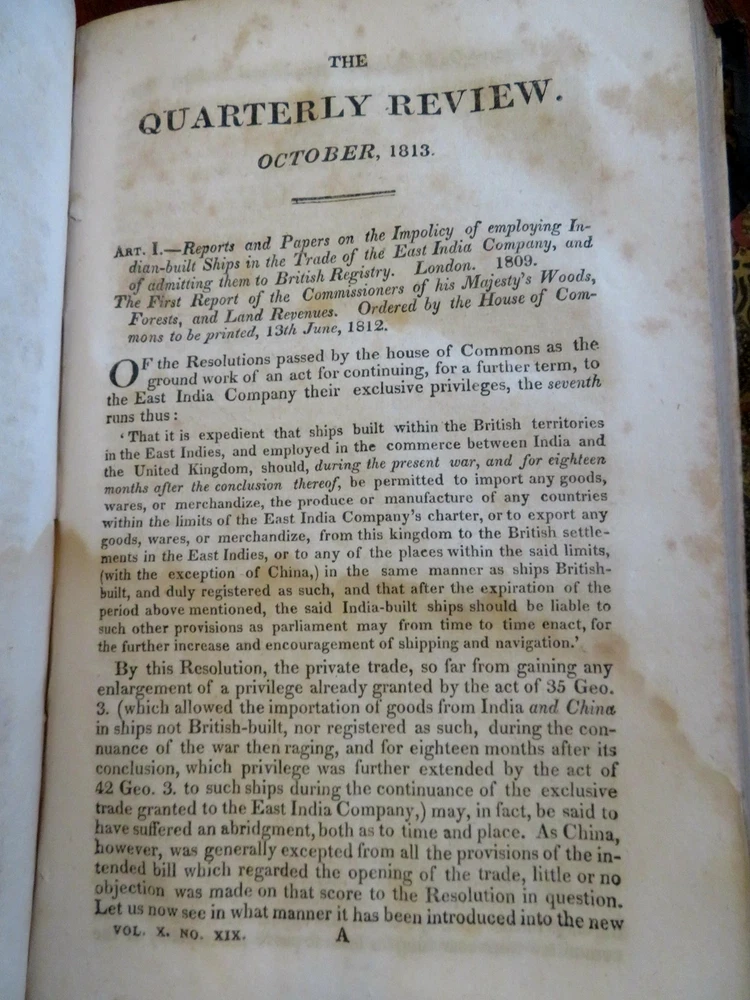 THE
QUARTERLY REVIEW.
OCTOBER, 1813.
ART. I.—Reports and Papers on the Impolicy of employing In-
dian-built Ships in the Trade of the East India Company, and
of admitting them to British Registry. London. 1809.
The First Report of the Commissioners of his Majesty's Woods,
Forests, and Land Revenues. Ordered by the House of Com-
mons to be printed, 13th June, 1812.
OF the Resolutions passed by the house of Commons as the
ground work of an act for continuing, for a further term, to
the East India Company their exclusive privileges, the seventh
runs thus:
'That it is expedient that ships built within the British territories
in the East Indies, and employed in the commerce between India and
the United Kingdom, should, during the present war, and for eighteen
months after the conclusion thereof, be permitted to import any goods,
wares, or merchandize, the produce or manufacture of any countries
within the limits of the East India Company's charter, or to export any
goods, wares, or merchandize, from this kingdom to the British settle-
ments in the East Indies, or to any of the places within the said limits,
(with the exception of China,) in the same manner as ships British-
built, and duly registered as such, and that after the expiration of the
period above mentioned, the said India-built ships should be liable to
such other provisions as parliament may from time to time enact, for
the further increase and encouragement of shipping and navigation.'
By this Resolution, the private trade, so far from gaining any
enlargement of a privilege already granted by the act of 35 Geo.
3. (which allowed the importation of goods from India and China
in ships not British-built, nor registered as such, during the con-
nuance of the war then raging, and for eighteen months after its
conclusion, which privilege was further extended by the act of
42 Geo. 3. to such ships during the continuance of the exclusive
trade granted to the East India Company,) may, in fact, be said to
have suffered an abridgment, both as to time and place. As China,
however, was generally excepted from all the provisions of the in-
tended bill which regarded the opening of the trade, little or no
objection was made on that score to the Resolution in question.
Let us now see in what manner it has been introduced into the new
VOL. X. NO. XIX. A